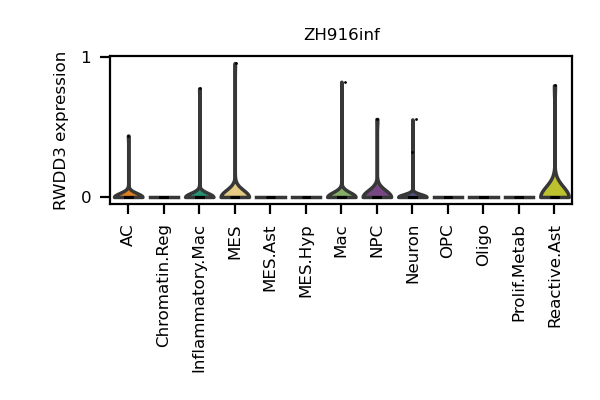 ZH916inf
RWDD3 expression
1
0
AC
Chromatin.Reg
Inflammatory.Mac
MES
MES.Ast
MES.Hyp
Mac
NPC
Neuron
OPC
Oligo
Prolif.Metab
Reactive.Ast